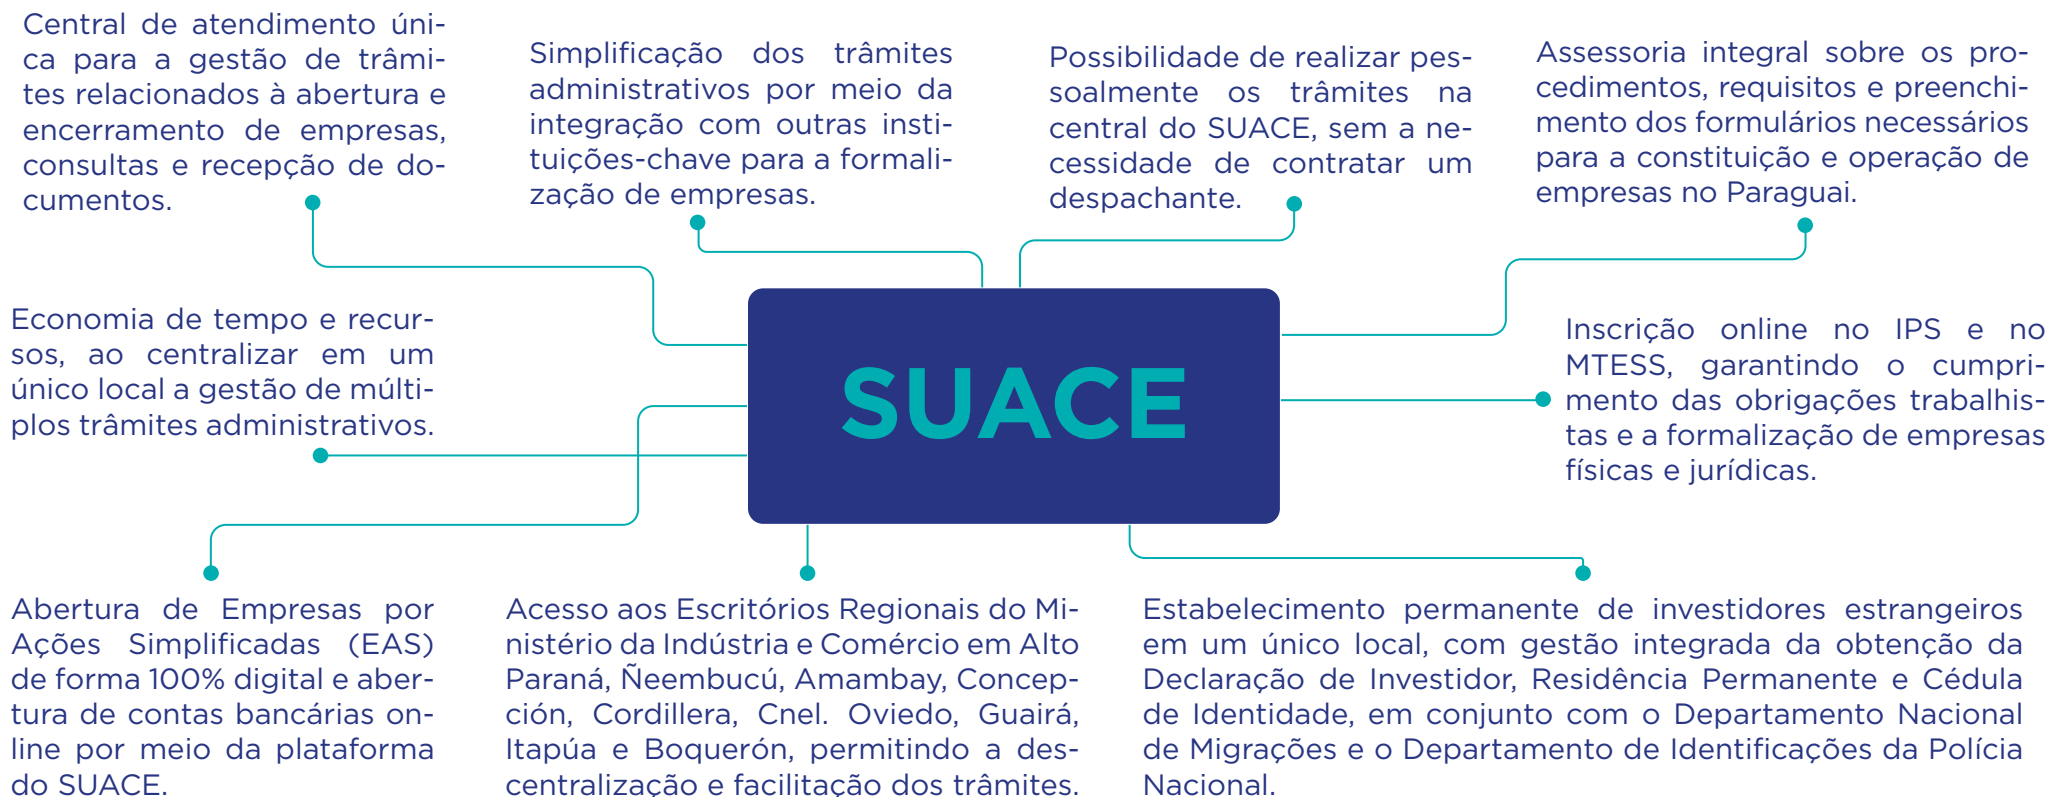 Central de atendimento úni-
ca para a gestão de trâmi-
tes relacionados à abertura e
encerramento de empresas,
consultas e recepção de do-
cumentos.
Simplificação dos trâmites
administrativos por meio da
integração com outras insti-
tuições-chave para a formali-
zação de empresas.
Possibilidade de realizar pes-
soalmente os trâmites na
central do SUACE, sem a ne-
cessidade de contratar um
despachante.
Assessoria integral sobre os pro-
cedimentos, requisitos e preenchi-
mento dos formulários necessários
para a constituição e operação de
empresas no Paraguai.
Economia de tempo e recur-
sos, ao centralizar em um
único local a gestão de múlti-
plos trâmites administrativos.
SUACE
Inscrição online no IPS e no
MTESS, garantindo o cumpri-
mento das obrigações trabalhis-
tas e a formalização de empresas
físicas e jurídicas.
Abertura de Empresas por
Ações Simplificadas (EAS)
de forma 100% digital e aber-
tura de contas bancárias on-
line por meio da plataforma
do SUACE.
Acesso aos Escritórios Regionais do Mi-
nistério da Indústria e Comércio em Alto
Paraná, Ñeembucú, Amambay, Concep-
ción, Cordillera, Cnel. Oviedo, Guairá,
Itapúa e Boquerón, permitindo a des-
centralização e facilitação dos trâmites.
Estabelecimento permanente de investidores estrangeiros
em um único local, com gestão integrada da obtenção da
Declaração de Investidor, Residência Permanente e Cédula
de Identidade, em conjunto com o Departamento Nacional
de Migrações e o Departamento de Identificações da Polícia
Nacional.